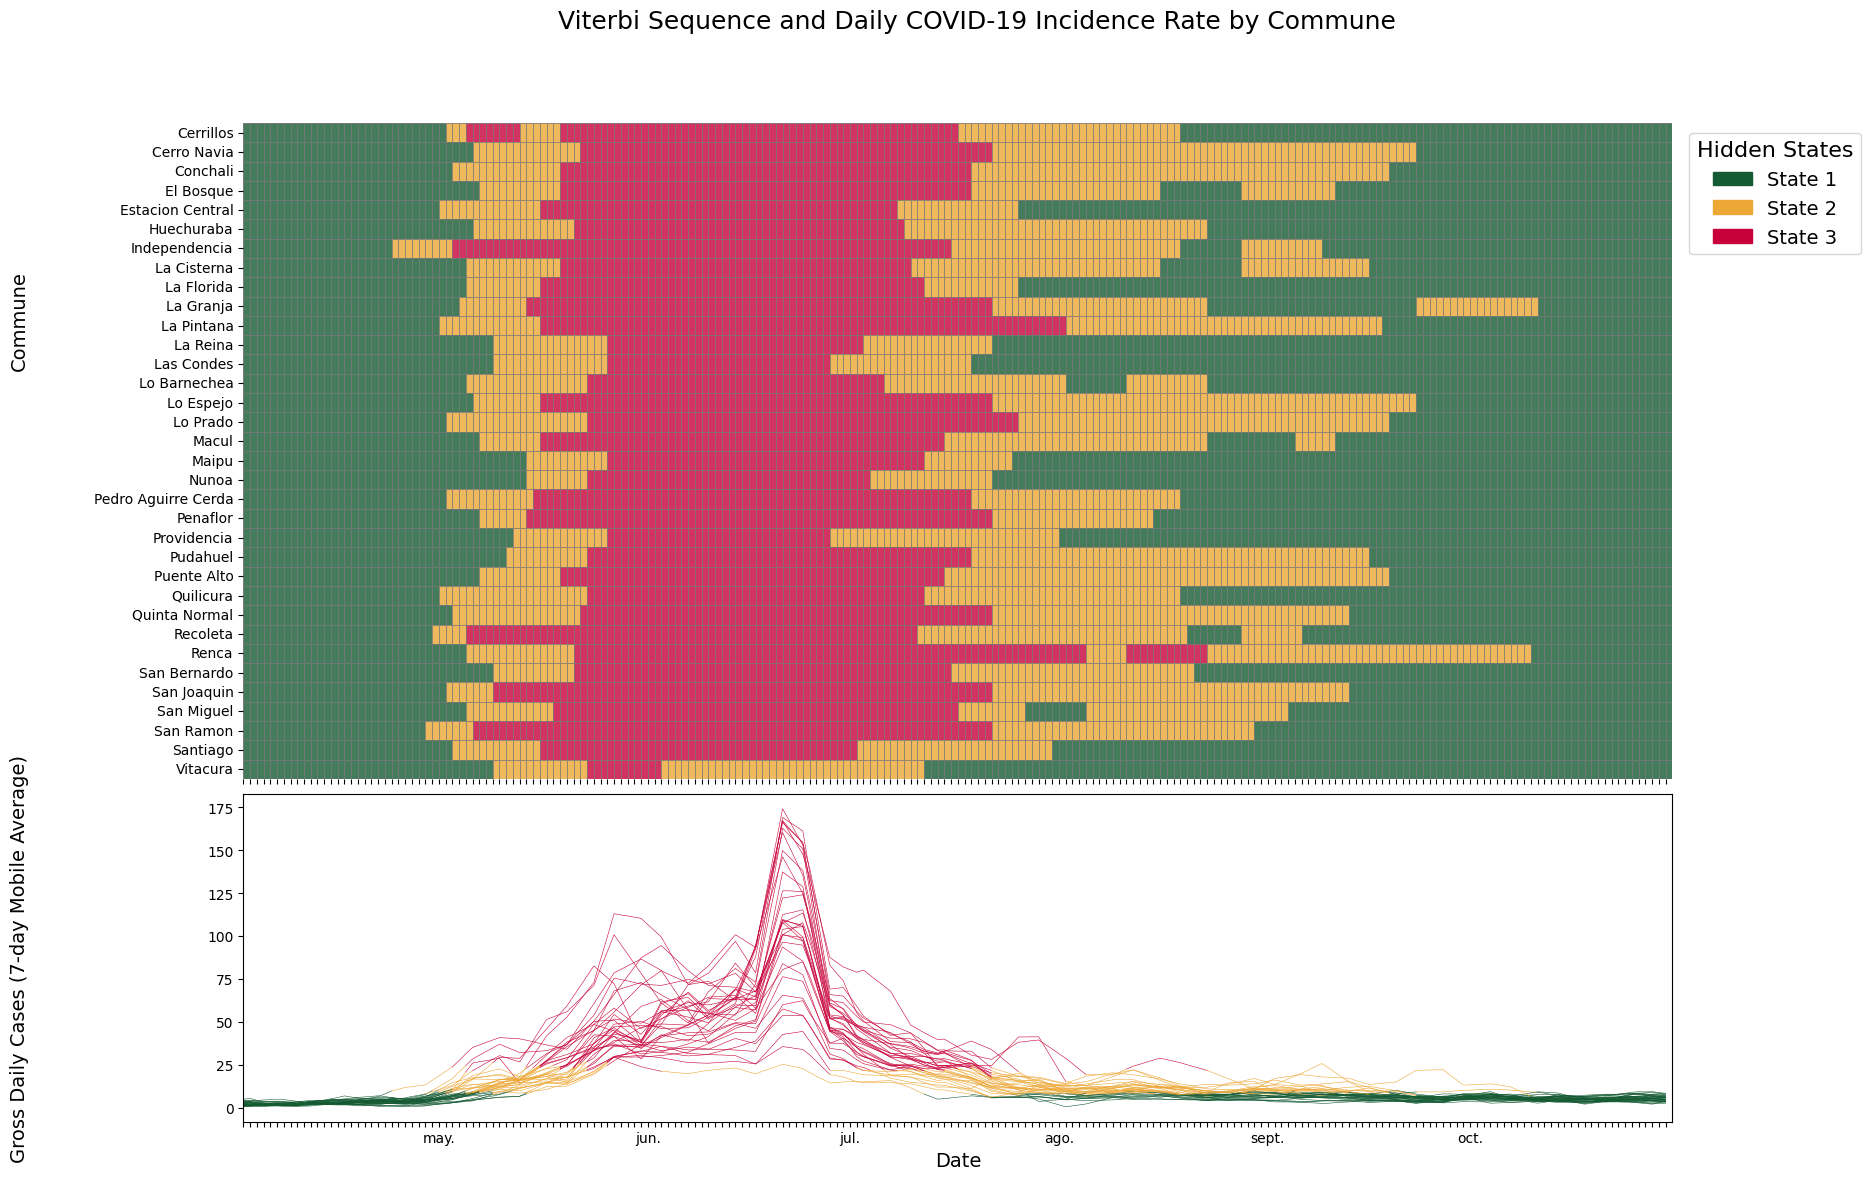 Viterbi Sequence and Daily COVID-19 Incidence Rate by Commune
Commune
Cerrillos
Cerro Navia
Conchali
El Bosque
Estacion Central
Huechuraba
Independencia
La Cisterna
La Florida
La Granja
La Pintana
La Reina
Las Condes
Lo Barnechea
Lo Espejo
Lo Prado
Macul
Maipu
Nunoa
Pedro Aguirre Cerda
Penaflor
Providencia
Pudahuel
Puente Alto
Quilicura
Quinta Normal
Recoleta
Renca
San Bernardo
San Joaquin
San Miguel
San Ramon
Santiago
Vitacura
Hidden States
State 1
State 2
State 3
Gross Daily Cases (7-day Mobile Average)
175
150
125
100
75
50
25
0
may. jun. jul. ago. sept. oct.
Date